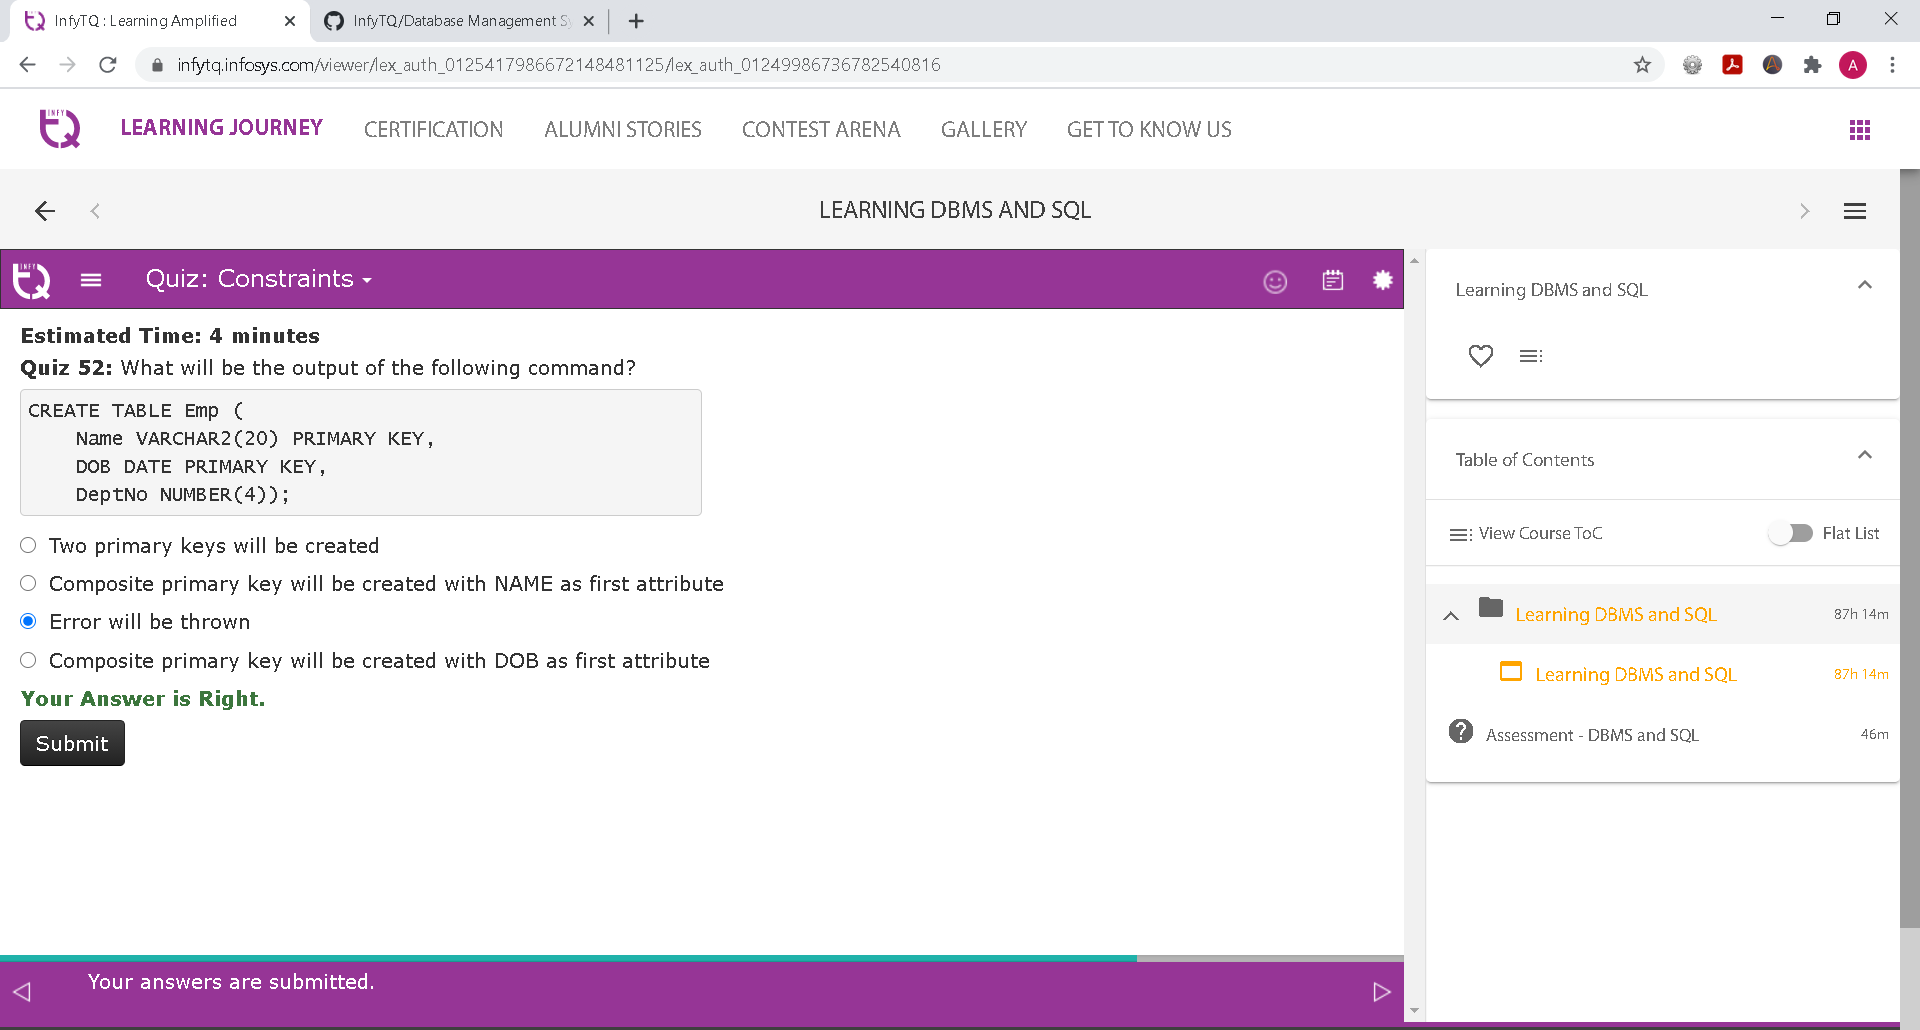 InfyTQ : Learning Amplified
InfyTQ/Database Management S
infytq.infosys.com/viewer/lex_auth_0125417986672148481125/lex_auth_01249986736782540816
A
INFY
TQ
LEARNING JOURNEY
CERTIFICATION
ALUMNI STORIES
CONTEST ARENA
GALLERY
GET TO KNOW US
LEARNING DBMS AND SQL
INFY
TQ
Quiz: Constraints
Estimated Time: 4 minutes
Quiz 52: What will be the output of the following command?
CREATE TABLE Emp (
Name VARCHAR2(20) PRIMARY KEY,
DOB DATE PRIMARY KEY,
DeptNo NUMBER(4));
Two primary keys will be created
Composite primary key will be created with NAME as first attribute
Error will be thrown
Composite primary key will be created with DOB as first attribute
Your Answer is Right.
Submit
Your answers are submitted.
Learning DBMS and SQL
Table of Contents
View Course ToC
Flat List
Learning DBMS and SQL
87h 14m
Learning DBMS and SQL
87h 14m
Assessment - DBMS and SQL
46m